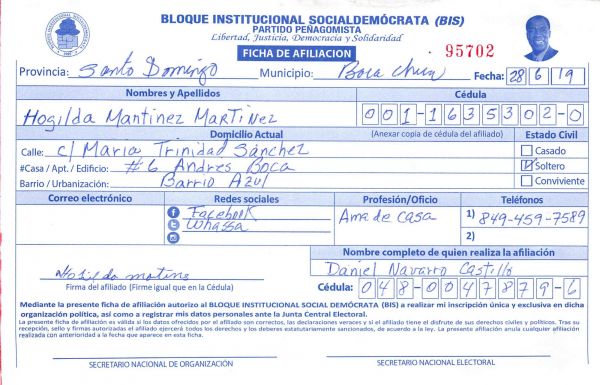 BLOQUE INSTITUCIONAL SOCIALDEMÓCRATA (BIS)
PARTIDO PEÑAGOMISTA
Libertad, Justicia, Democracia y Solidaridad
FICHA DE AFILIACION
95702
Provincia: Santo Domingo Municipio: Boca Chica Fecha: 28 6 19
Nombres y Apellidos Cédula
Hogilda Mantinez MaRTiNez 001-1635302-0
Domicilio Actual (Anexar copia de cédula del afiliado) Estado Civil
Calle: C/ Maria Trinidad Sánchez Casado
#Casa / Apt. / Edificio: #6 Andres Boca Soltero
Barrio / Urbanización: Barrio Azul Conviviente
Correo electrónico Redes sociales Profesión/Oficio Teléfonos
Facebook Ama de casa 1) 849-459-7589
Whassa 2)
Nombre completo de quien realiza la afiliación
Daniel Navarro Castillo
Firma del afiliado (Firme igual que en la Cédula) Cédula: 048-0047879-6
Mediante la presente ficha de afiliación autorizo al BLOQUE INSTITUCIONAL SOCIAL DEMÓCRATA (BIS) a realizar mi inscripción única y exclusiva en dicha
organización política, así como a registrar mis datos personales ante la Junta Central Electoral.
La presente ficha de afiliación es válida si los datos ofrecidos por el afiliado son correctos, las declaraciones veraces y si el afiliado tiene el disfrute de sus derechos civiles y políticos. Tras su
recepción, sello y firmas autorizadas el afiliado ejercerá todos los derechos y los deberes estatutariamente sancionados, de acuerdo a la ley. La presente afiliación anula cualquier afiliación
realizada con anterioridad a la fecha que aparece en esta ficha.
SECRETARIO NACIONAL DE ORGANIZACIÓN SECRETARIO NACIONAL ELECTORAL